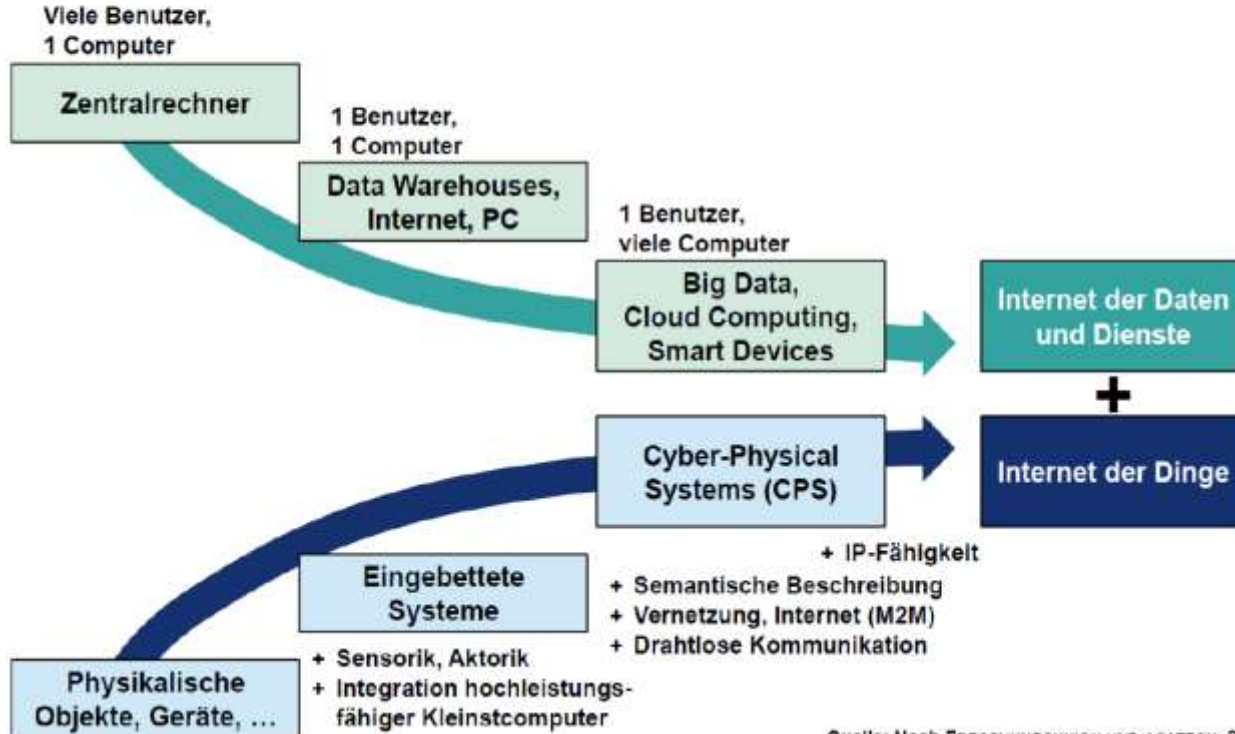 Viele Benutzer,
1 Computer
Zentralrechner
1 Benutzer,
1 Computer
Data Warehouses,
Internet, PC
1 Benutzer,
viele Computer
Big Data,
Cloud Computing,
Smart Devices
Internet der Daten
und Dienste
+
Internet der Dinge
Cyber-Physical
Systems (CPS)
+ IP-Fähigkeit
+ Semantische Beschreibung
+ Vernetzung, Internet (M2M)
+ Drahtlose Kommunikation
Eingebettete
Systeme
+ Sensorik, Aktorik
+ Integration hochleistungs-
fähiger Kleinstcomputer
Physikalische
Objekte, Geräte, ...